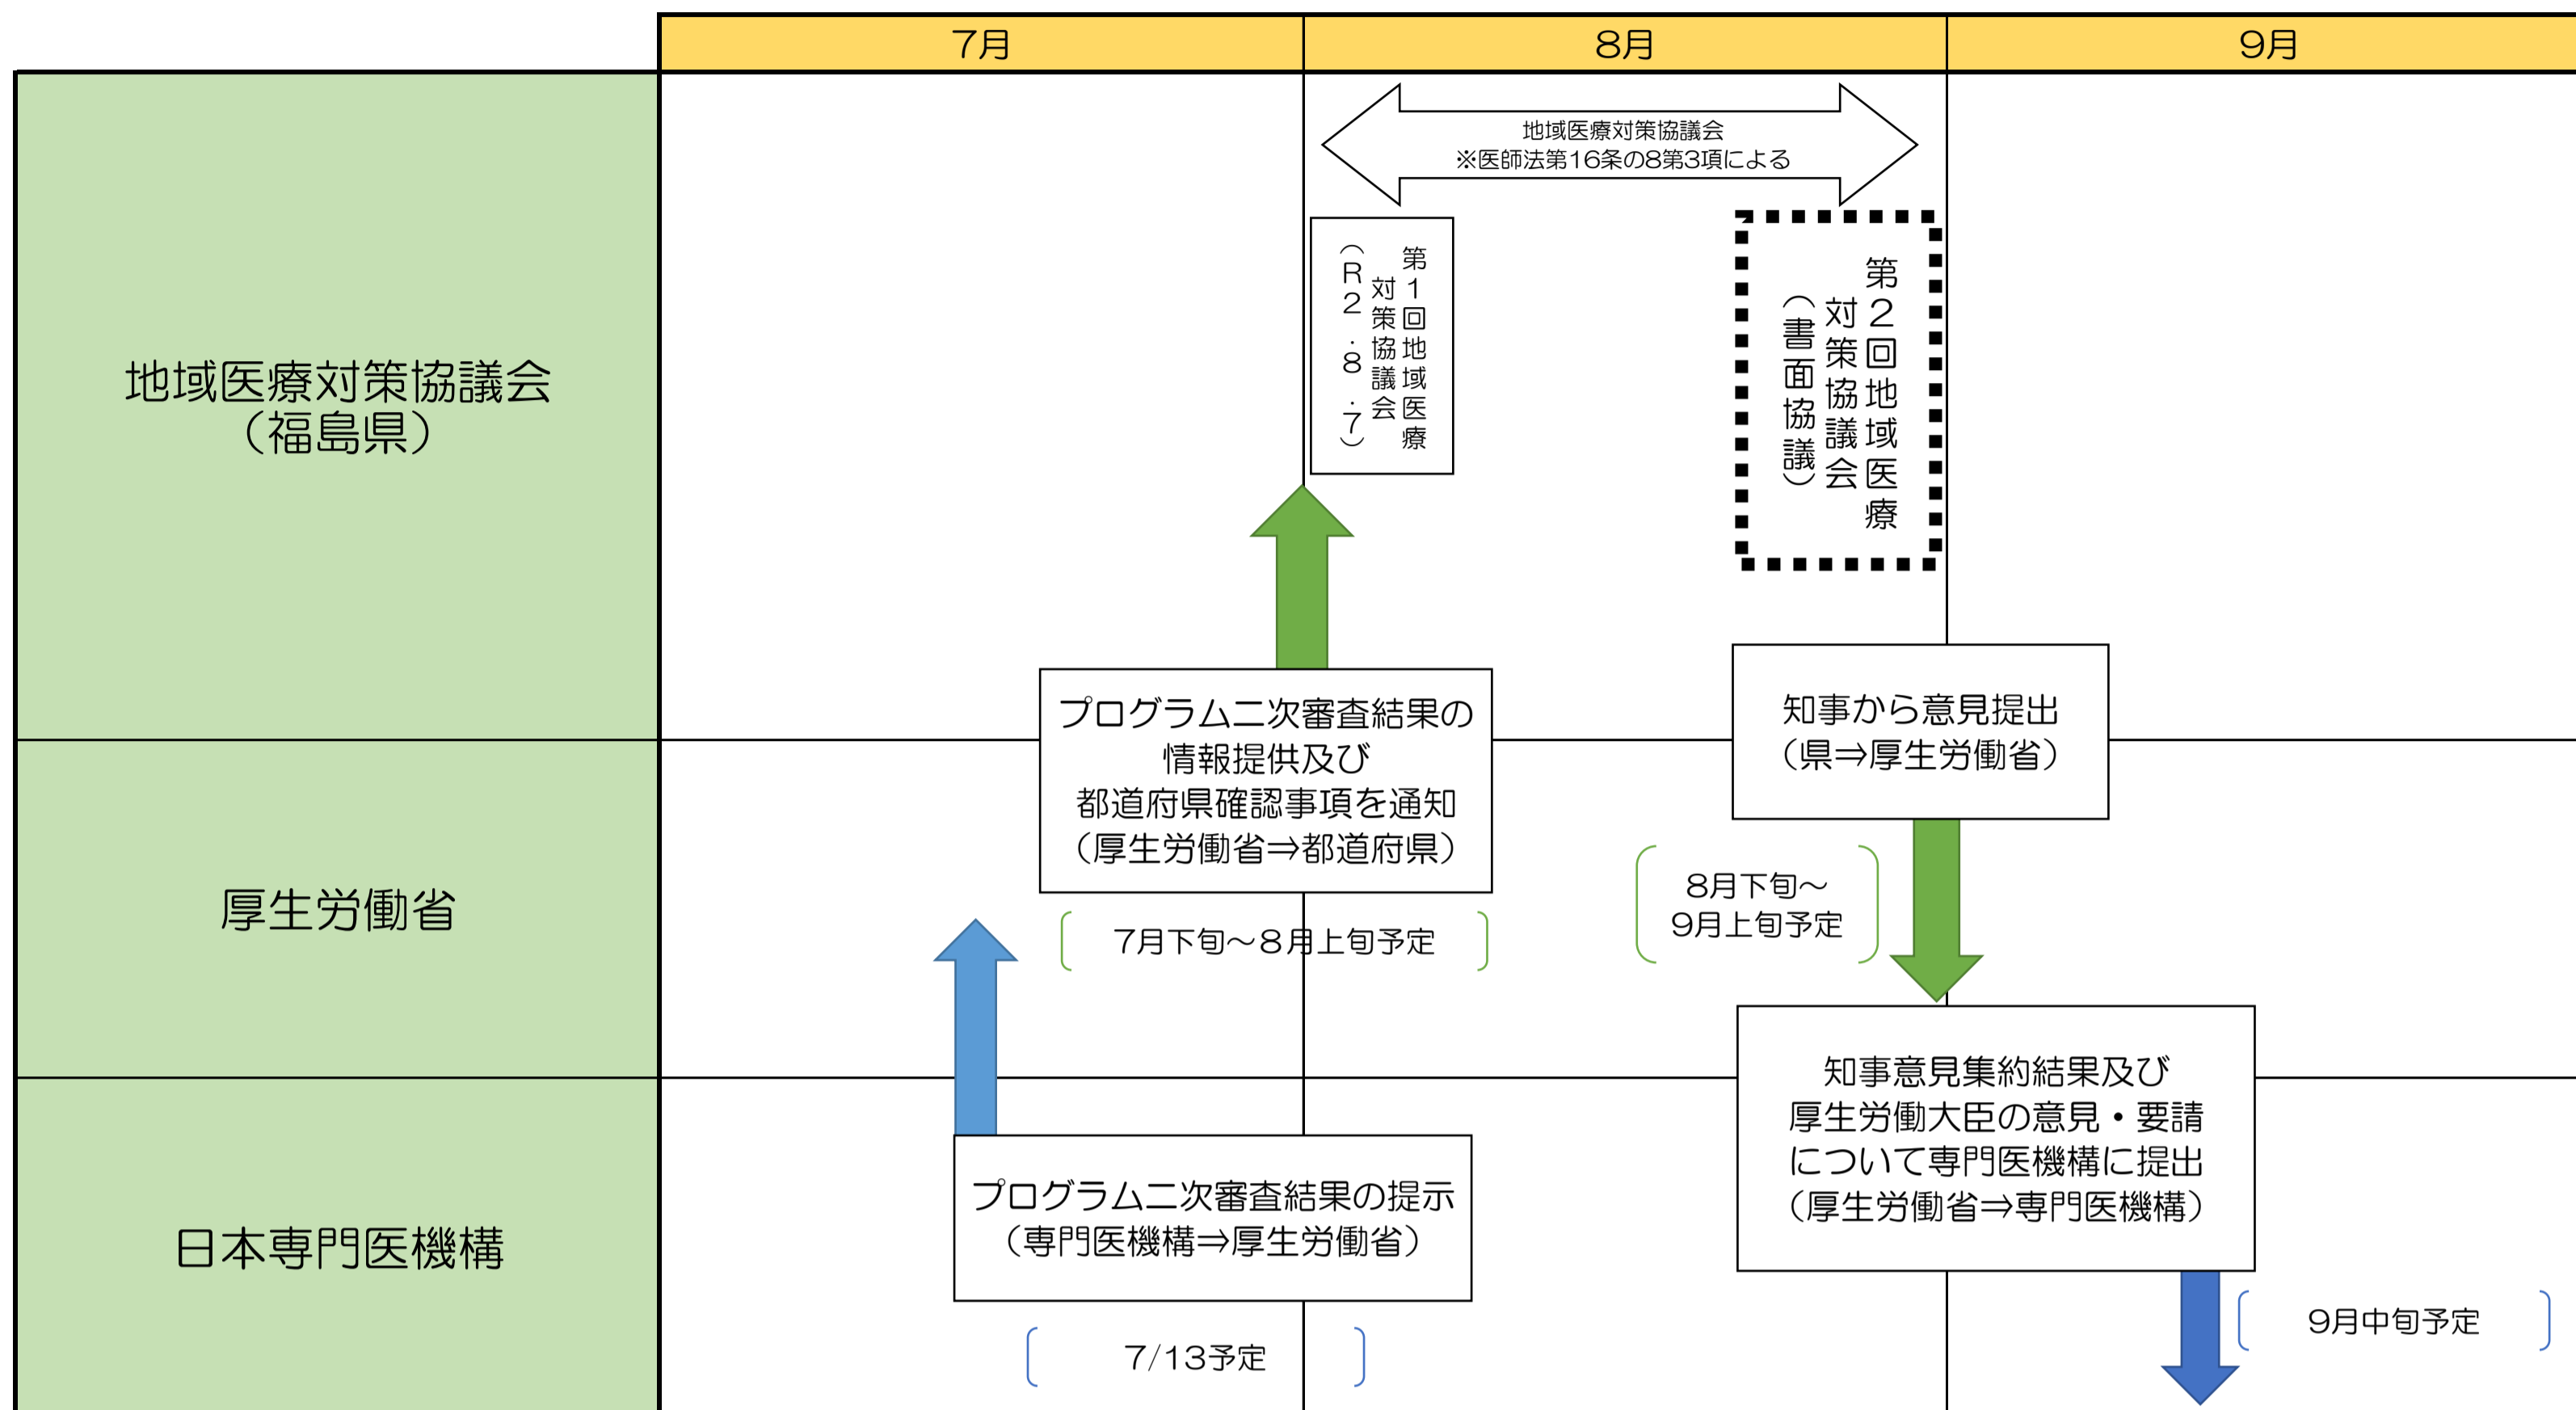 7月
8月
9月
地域医療対策協議会
（福島県）
地域医療対策協議会
※医師法第16条の8第3項による
第1回地域医療
対策協議会
（R2.8.7）
第2回地域医療
対策協議会
（書面協議）
プログラム二次審査結果の
情報提供及び
都道府県確認事項を通知
（厚生労働省⇒都道府県）
知事から意見提出
（県⇒厚生労働省）
厚生労働省
7月下旬～8月上旬予定
8月下旬～
9月上旬予定
日本専門医機構
プログラム二次審査結果の提示
（専門医機構⇒厚生労働省）
7/13予定
知事意見集約結果及び
厚生労働大臣の意見・要請
について専門医機構に提出
（厚生労働省⇒専門医機構）
9月中旬予定